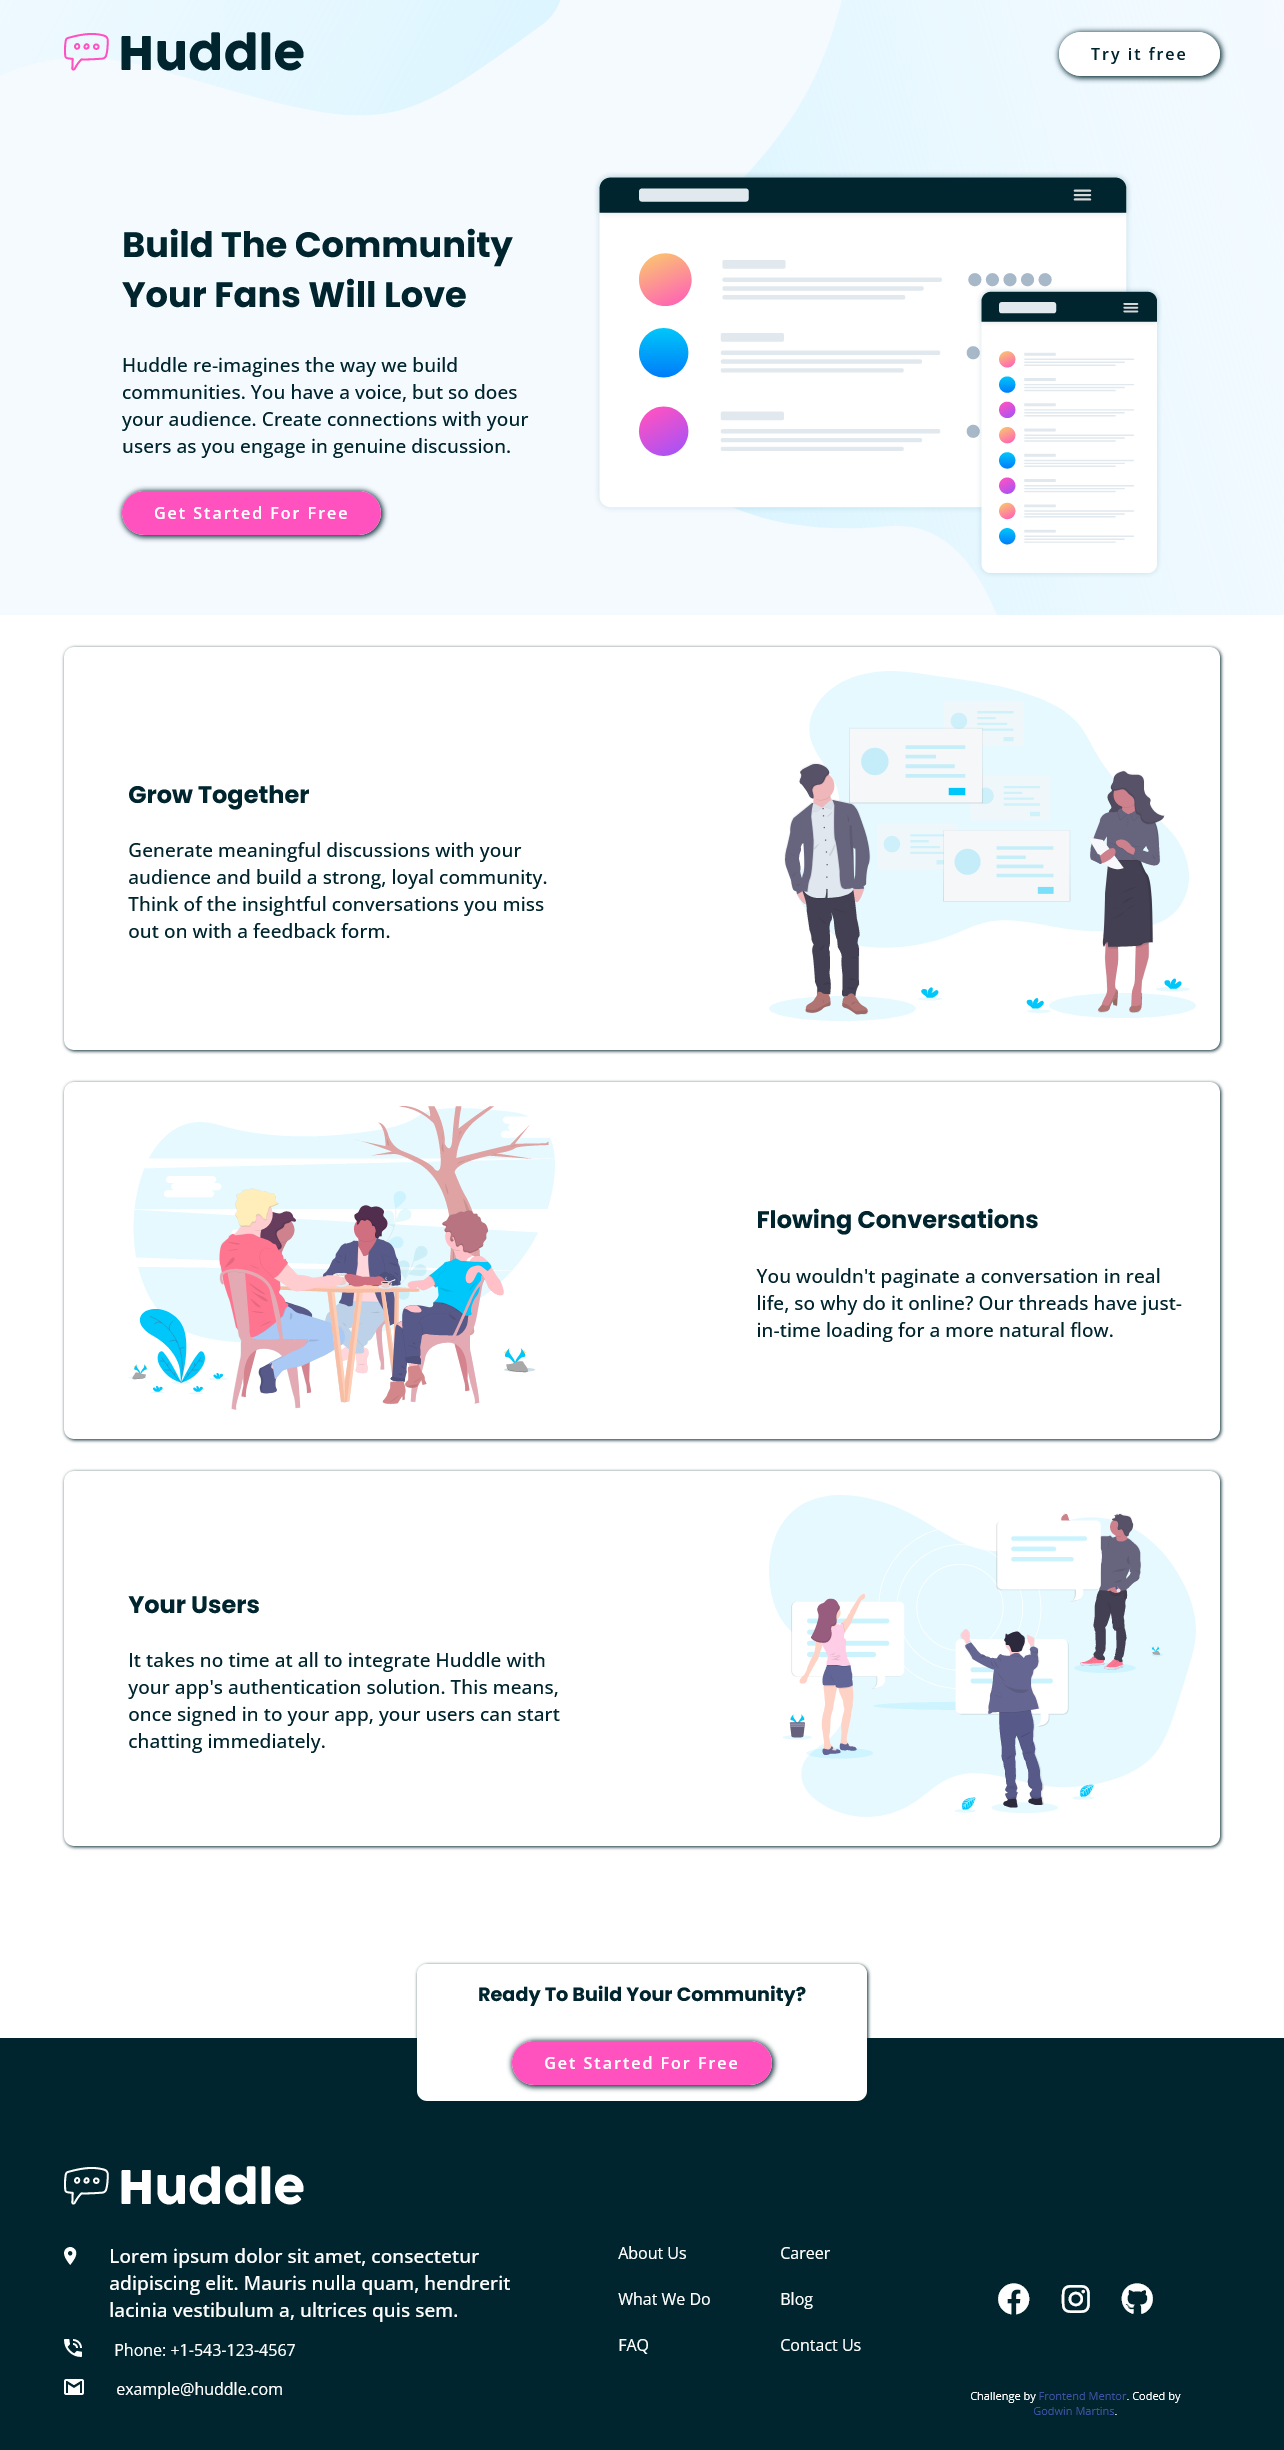 Huddle
Try it free
Build The Community
Your Fans Will Love
Huddle re-imagines the way we build
communities. You have a voice, but so does
your audience. Create connections with your
users as you engage in genuine discussion.
Get Started For Free
Grow Together
Generate meaningful discussions with your
audience and build a strong, loyal community.
Think of the insightful conversations you miss
out on with a feedback form.
Flowing Conversations
You wouldn't paginate a conversation in real
life, so why do it online? Our threads have just-
in-time loading for a more natural flow.
Your Users
It takes no time at all to integrate Huddle with
your app's authentication solution. This means,
once signed in to your app, your users can start
chatting immediately.
Ready To Build Your Community?
Get Started For Free
Huddle
Lorem ipsum dolor sit amet, consectetur
adipiscing elit. Mauris nulla quam, hendrerit
lacinia vestibulum a, ultrices quis sem.
Phone: +1-543-123-4567
example@huddle.com
About Us
What We Do
FAQ
Career
Blog
Contact Us
Challenge by Frontend Mentor. Coded by
Godwin Martins.